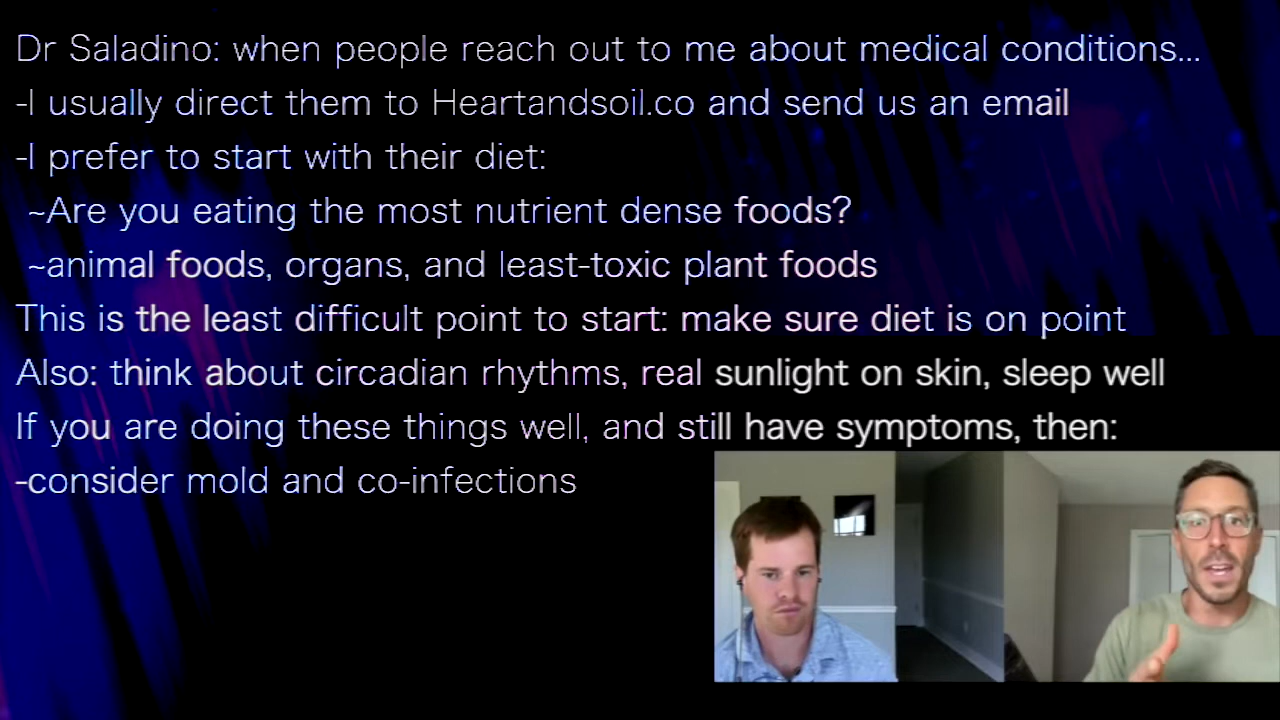 Dr Saladino: when people reach out to me about medical conditions...
-I usually direct them to Heartandsoil.co and send us an email
-I prefer to start with their diet:
~Are you eating the most nutrient dense foods?
~animal foods, organs, and least-toxic plant foods
This is the least difficult point to start: make sure diet is on point
Also: think about circadian rhythms, real sunlight on skin, sleep well
If you are doing these things well, and still have symptoms, then:
-consider mold and co-infections